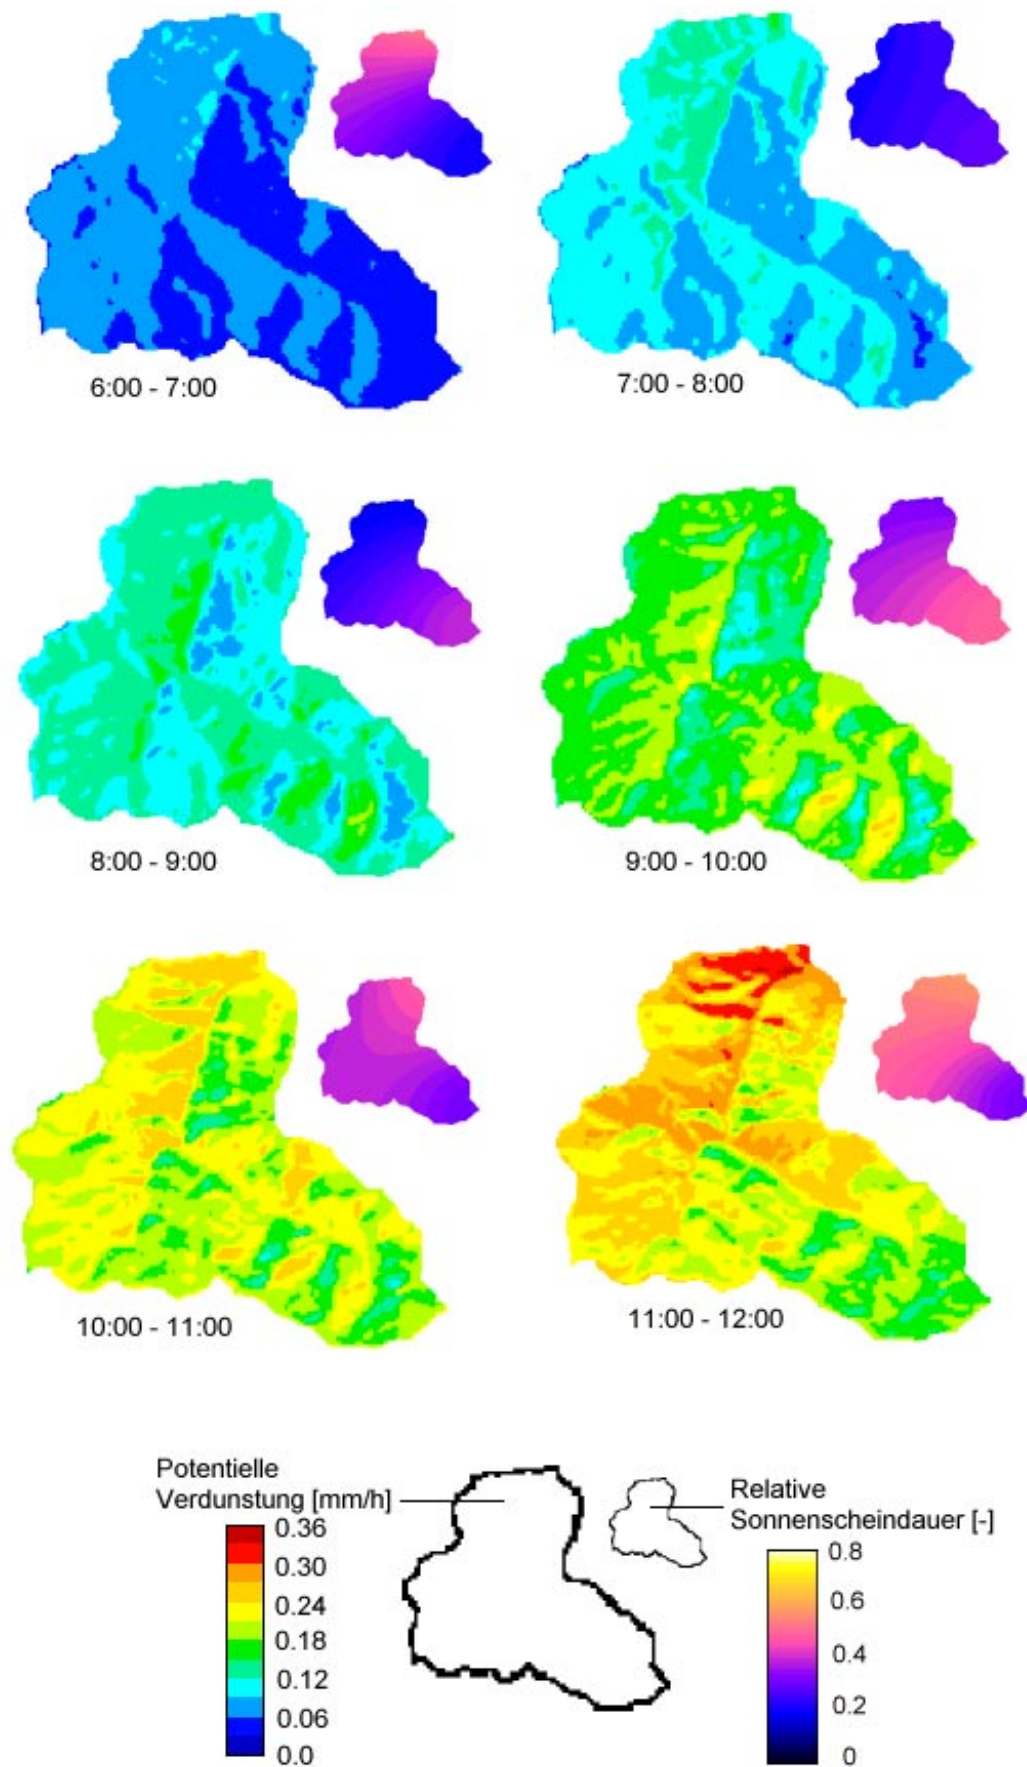 6:00 - 7:00
7:00 - 8:00
8:00 - 9:00
9:00 - 10:00
10:00 - 11:00
11:00 - 12:00
Potentielle
Verdunstung [mm/h]
0.36
0.30
0.24
0.18
0.12
0.06
0.0
Relative
Sonnenscheindauer [-]
0.8
0.6
0.4
0.2
0